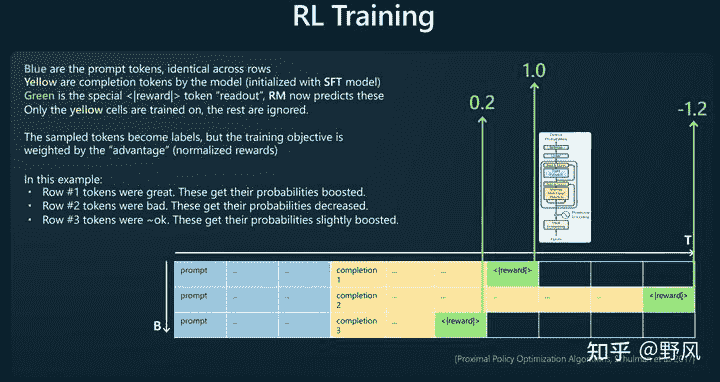 RL Training
Blue are the prompt tokens, identical across rows
Yellow are completion tokens by the model (initialized with SFT model)
Green is the special <|reward|> token "readout", RM now predicts these
Only the yellow cells are trained on, the rest are ignored.
The sampled tokens become labels, but the training objective is
weighted by the "advantage" (normalized rewards)
In this example:
• Row #1 tokens were great. These get their probabilities boosted.
• Row #2 tokens were bad. These get their probabilities decreased.
• Row #3 tokens were ~ok. These get their probabilities slightly boosted.
0.2
1.0
-1.2
T
B
prompt .. .. completion 1 ... ... <|reward|>
prompt .. .. completion 2 .. .. .. .. .. <|reward|>
prompt .. .. completion 3 .. <|reward|>
[Proximal Policy Optimization Algorithms, 2017]
知乎 @野风